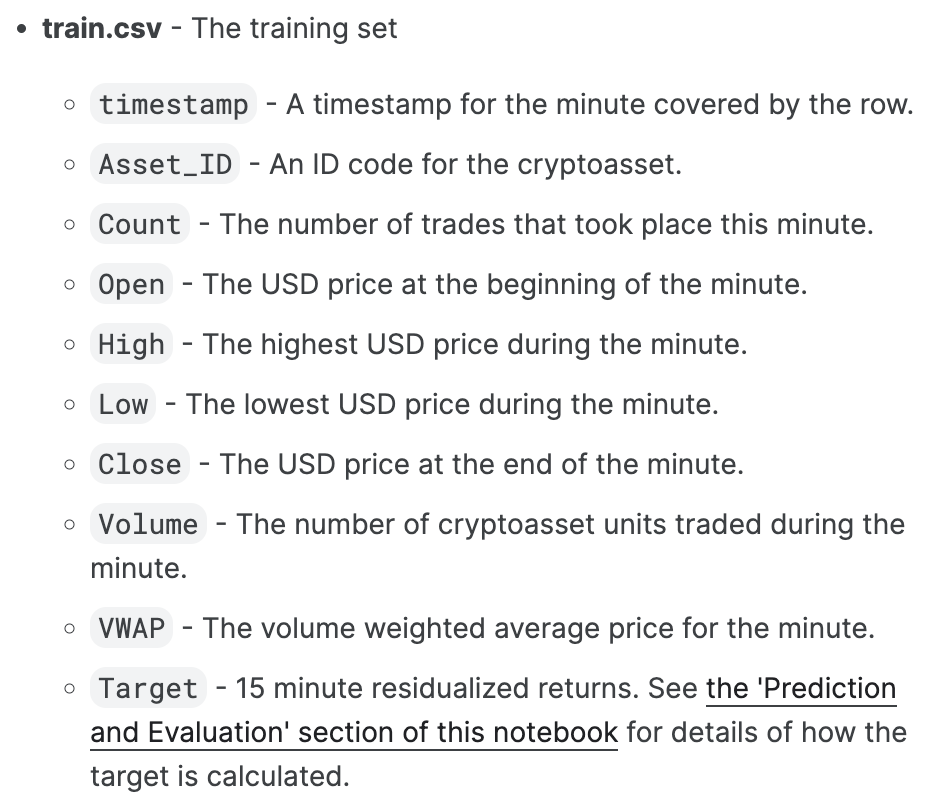 • train.csv - The training set
◦ timestamp - A timestamp for the minute covered by the row.
◦ Asset_ID - An ID code for the cryptoasset.
◦ Count - The number of trades that took place this minute.
◦ Open - The USD price at the beginning of the minute.
◦ High - The highest USD price during the minute.
◦ Low - The lowest USD price during the minute.
◦ Close - The USD price at the end of the minute.
◦ Volume - The number of cryptoasset units traded during the
minute.
◦ VWAP - The volume weighted average price for the minute.
◦ Target - 15 minute residualized returns. See the 'Prediction
and Evaluation' section of this notebook for details of how the
target is calculated.